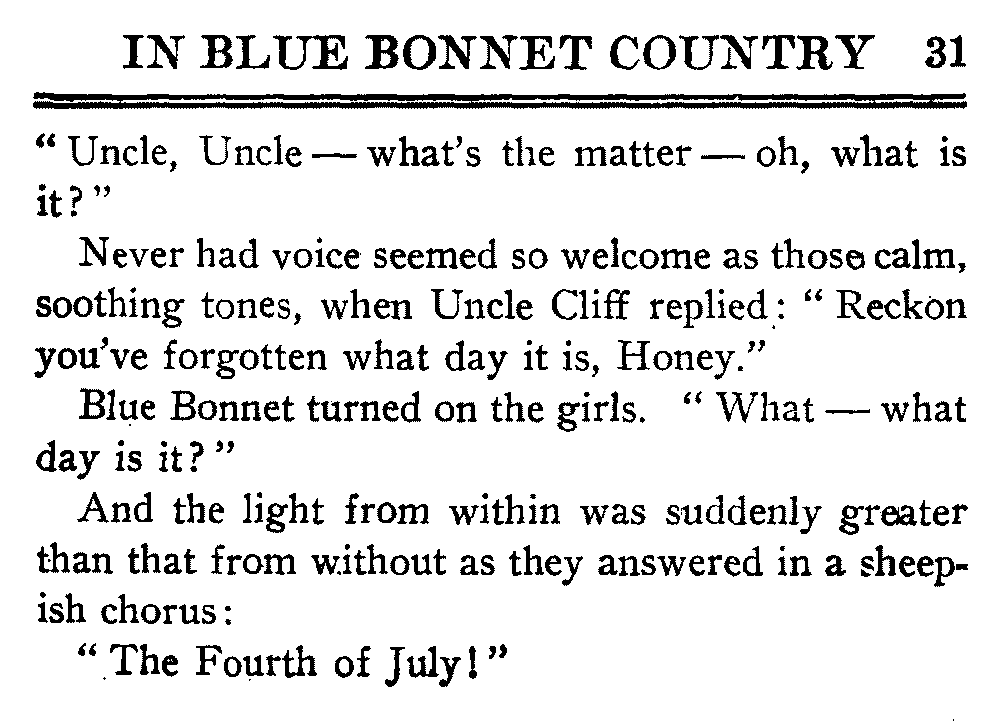 IN BLUE BONNET COUNTRY 31
“ Uncle, Uncle — what's the matter — oh, what is
it? ”
Never had voice seemed so welcome as those calm,
soothing tones, when Uncle Cliff replied: “ Reckon
you've forgotten what day it is, Honey.”
Blue Bonnet turned on the girls. “ What — what
day is it? ”
And the light from within was suddenly greater
than that from without as they answered in a sheep-
ish chorus:
“ The Fourth of July! ”